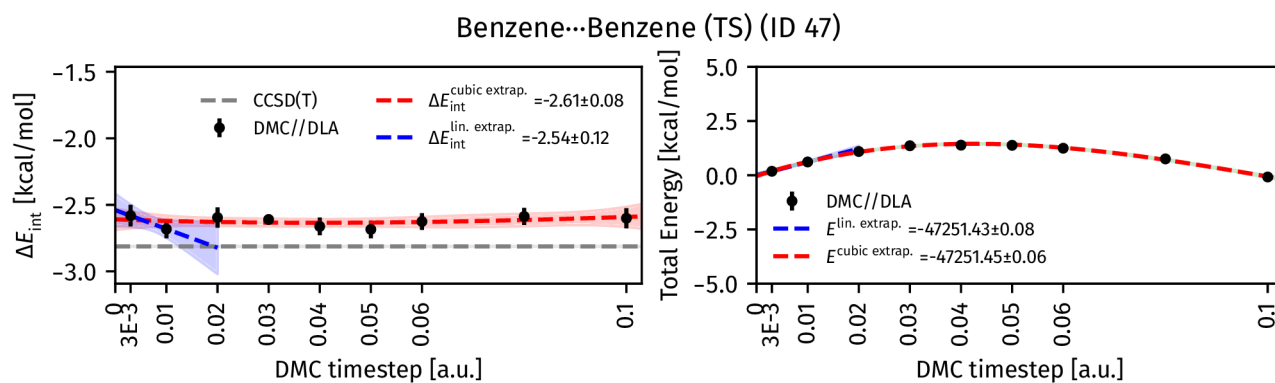 Benzene···Benzene (TS) (ID 47)
ΔE_int [kcal/mol]
−1.5
−2.0
−2.5
−3.0
CCSD(T)
DMC//DLA
ΔE_int^cubic extrap. =-2.61±0.08
ΔE_int^lin. extrap. =-2.54±0.12
0
3E-3
0.01
0.02
0.03
0.04
0.05
0.06
0.1
DMC timestep [a.u.]
Total Energy [kcal/mol]
5.0
2.5
0.0
−2.5
−5.0
DMC//DLA
E^lin. extrap. =-47251.43±0.08
E^cubic extrap. =-47251.45±0.06
0
3E-3
0.01
0.02
0.03
0.04
0.05
0.06
0.1
DMC timestep [a.u.]